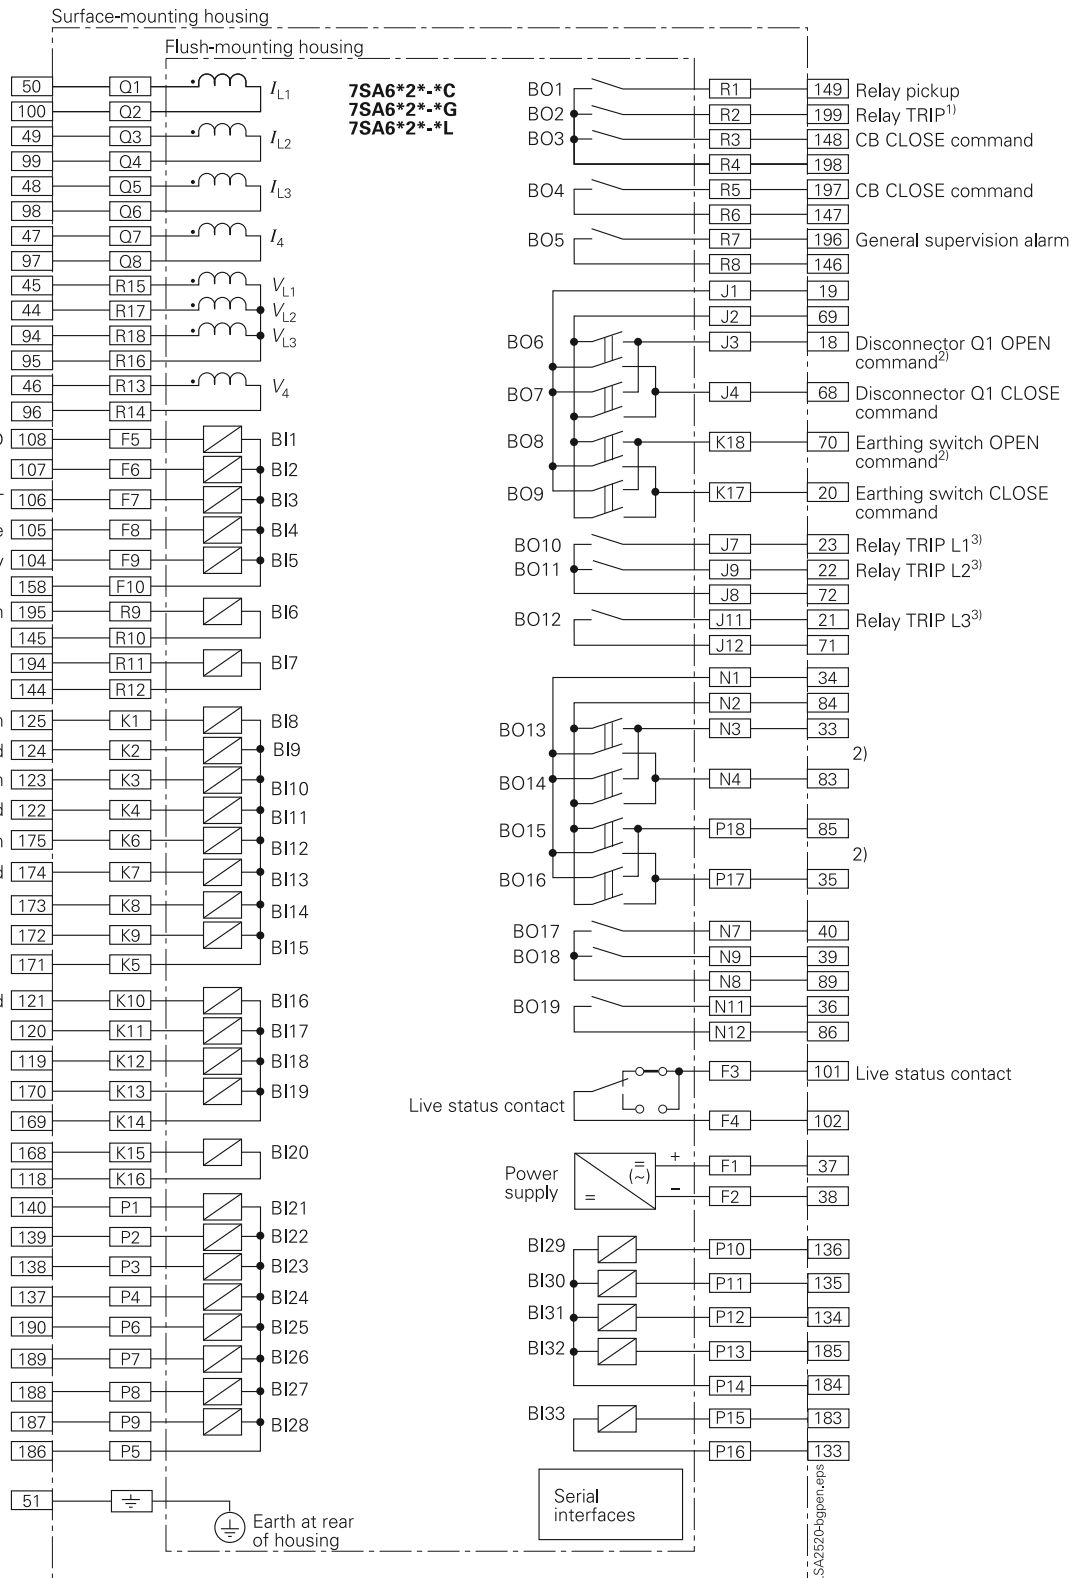 Surface-mounting housing
Flush-mounting housing
7SA6*2*-*C
7SA6*2*-*G
7SA6*2*-*L
50 Q1 IL1
100 Q2
49 Q3 IL2
99 Q4
48 Q5 IL3
98 Q6
47 Q7 I4
97 Q8
45 R15 VL1
44 R17 VL2
94 R18 VL3
95 R16
46 R13 V4
96 R14
108 F5 BI1
107 F6 BI2
106 F7 BI3
105 F8 BI4
104 F9 BI5
158 F10
195 R9 BI6
145 R10
194 R11 BI7
144 R12
125 K1 BI8
124 K2 BI9
123 K3 BI10
122 K4 BI11
175 K6 BI12
174 K7 BI13
173 K8 BI14
172 K9 BI15
171 K5
121 K10 BI16
120 K11 BI17
119 K12 BI18
170 K13 BI19
169 K14
168 K15 BI20
118 K16
140 P1 BI21
139 P2 BI22
138 P3 BI23
137 P4 BI24
190 P6 BI25
189 P7 BI26
188 P8 BI27
187 P9 BI28
186 P5
51
Earth at rear
of housing
BO1 R1 149 Relay pickup
BO2 R2 199 Relay TRIP1)
BO3 R3 148 CB CLOSE command
R4 198
BO4 R5 197 CB CLOSE command
R6 147
BO5 R7 196 General supervision alarm
R8 146
J1 19
J2 69
BO6 J3 18 Disconnector Q1 OPEN
command2)
BO7 J4 68 Disconnector Q1 CLOSE
command
BO8 K18 70 Earthing switch OPEN
command2)
BO9 K17 20 Earthing switch CLOSE
command
BO10 J7 23 Relay TRIP L13)
BO11 J9 22 Relay TRIP L23)
J8 72
BO12 J11 21 Relay TRIP L33)
J12 71
N1 34
N2 84
BO13 N3 33
2)
BO14 N4 83
BO15 P18 85
2)
BO16 P17 35
BO17 N7 40
BO18 N9 39
N8 89
BO19 N11 36
N12 86
F3 101 Live status contact
Live status contact
F4 102
Power
supply
= (~) =
+ F1 37
− F2 38
BI29 P10 136
BI30 P11 135
BI31 P12 134
BI32 P13 185
P14 184
BI33 P15 183
P16 133
Serial
interfaces
LSA2520-bgpen.eps